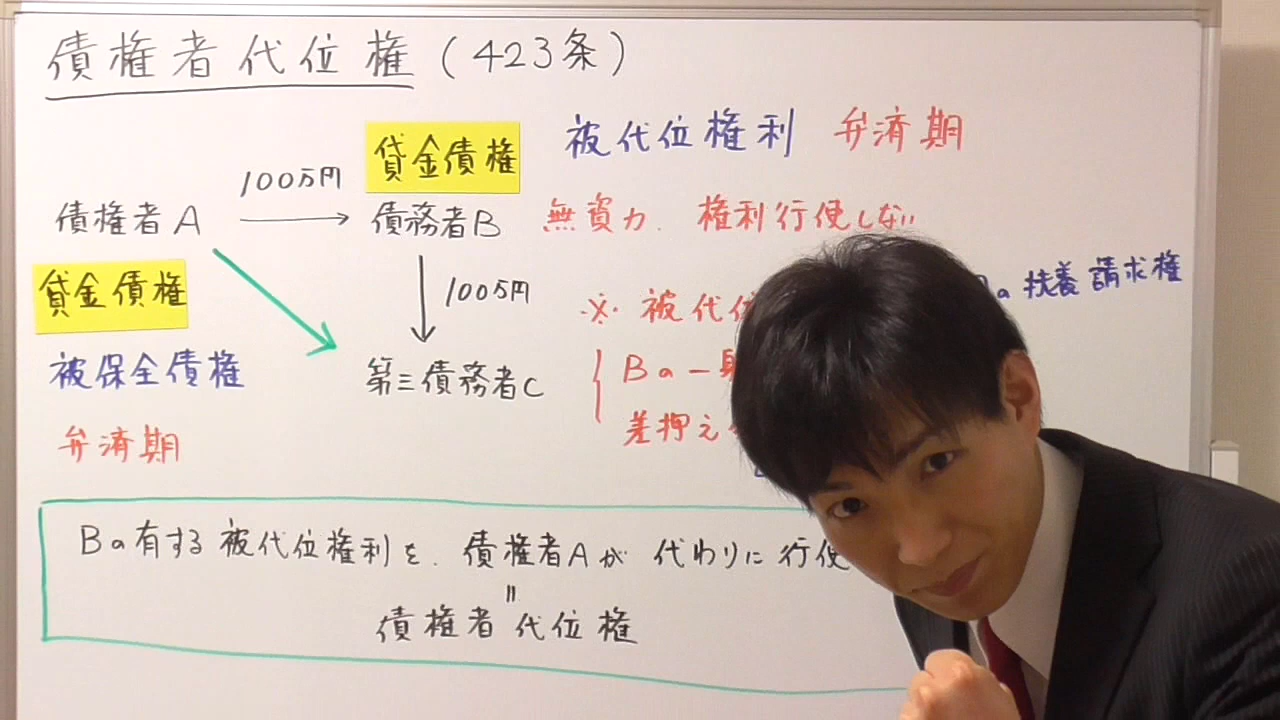 債権者代位権（423条）
被代位権利 弁済期
100万円
貸金債権
債権者A
債務者B
無資力. 権利行使しない
貸金債権
100万円
の扶養請求権
※ 被代位
被保全債権
第三債務者C
Bの一身
差押え
弁済期
Bの有する被代位権利を、債権者Aが 代わりに行使
=
債権者代位権